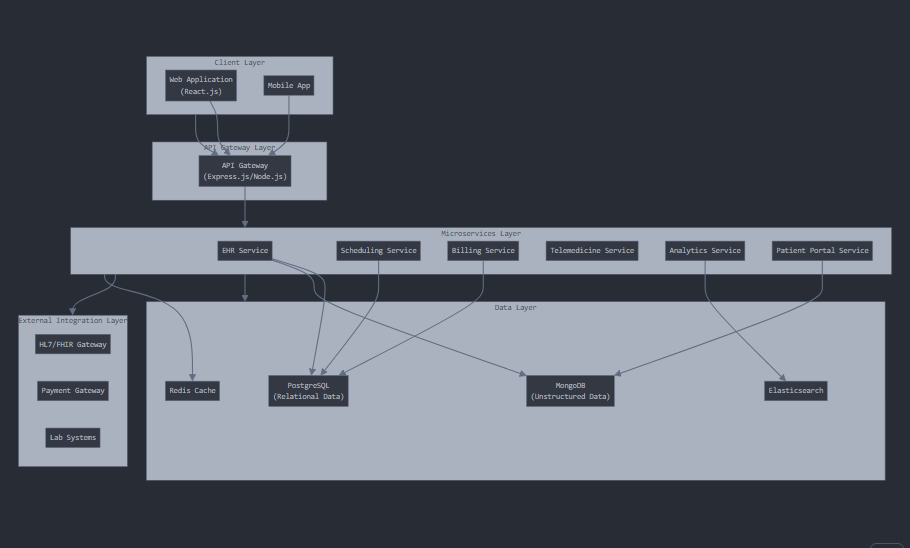 Client Layer
Web Application
(React.js)
Mobile App
API Gateway Layer
API Gateway
(Express.js/Node.js)
Microservices Layer
EHR Service
Scheduling Service
Billing Service
Telemedicine Service
Analytics Service
Patient Portal Service
External Integration Layer
HL7/FHIR Gateway
Payment Gateway
Lab Systems
Data Layer
Redis Cache
PostgreSQL
(Relational Data)
MongoDB
(Unstructured Data)
Elasticsearch